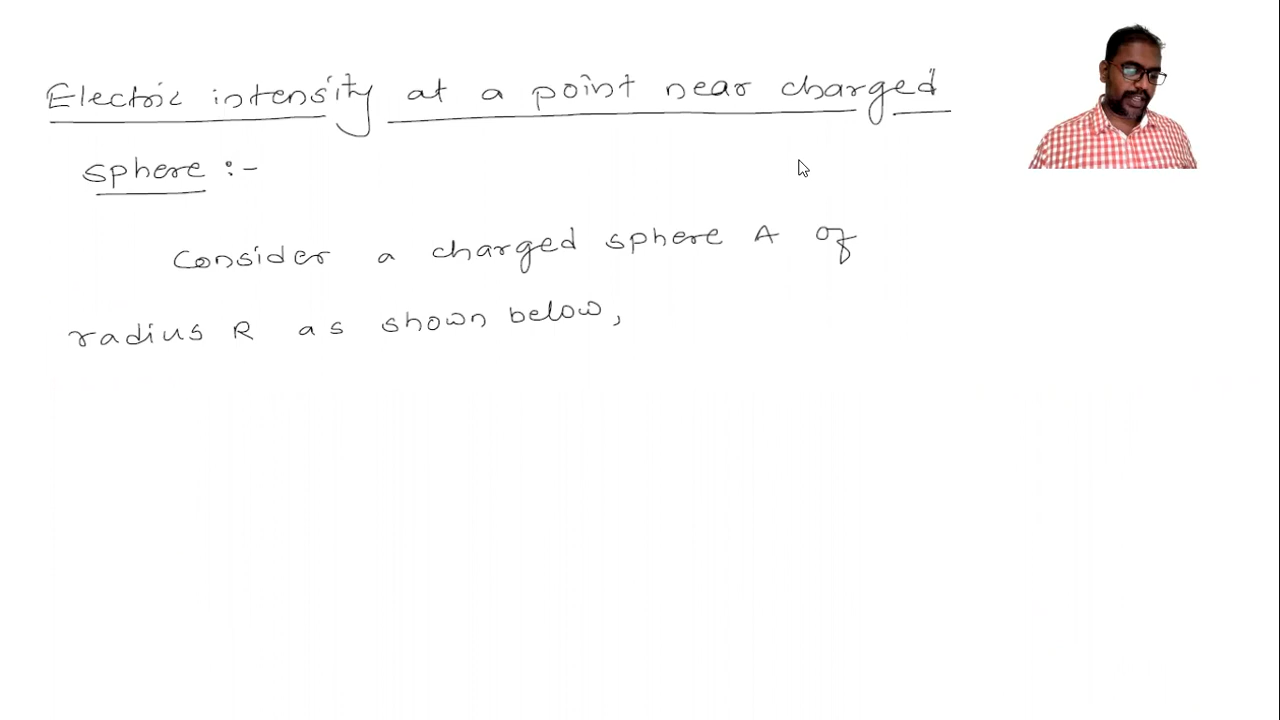 Electric intensity at a point near charged
sphere :-
Consider a charged sphere A of
radius R as shown below,